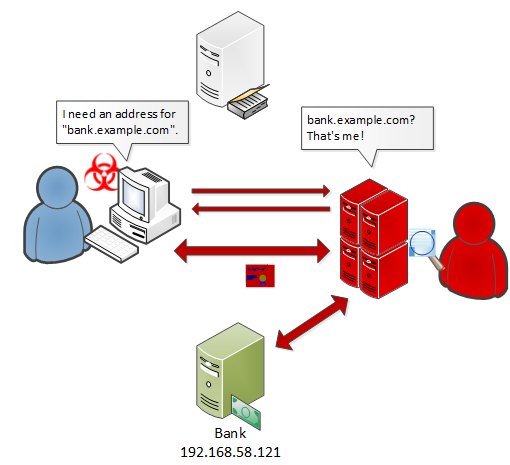 I need an address for
"bank.example.com".
bank.example.com?
That's me!
Bank
192.168.58.121